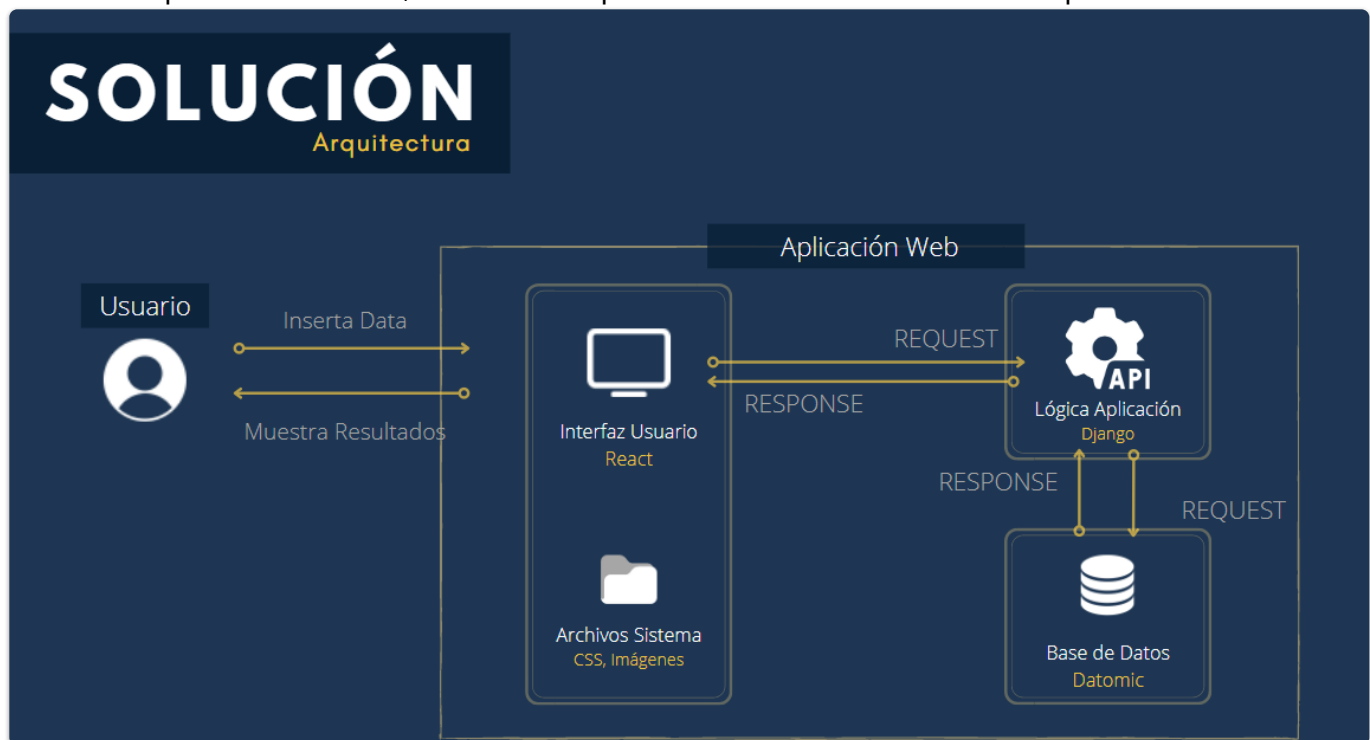 SOLUCIÓN
Arquitectura
Aplicación Web
Usuario
Inserta Data
Muestra Resultados
Interfaz Usuario
React
Archivos Sistema
CSS, Imágenes
REQUEST
RESPONSE
API
Lógica Aplicación
Django
RESPONSE
REQUEST
Base de Datos
Datomic